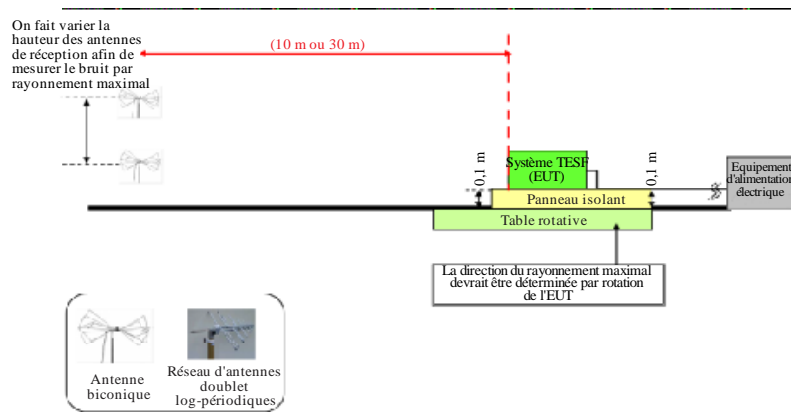 On fait varier la
hauteur des antennes
de réception afin de
mesurer le bruit par
rayonnement maximal
(10 m ou 30 m)
0,1 m
Système TESF
(EUT)
0,1 m
Equipement
d'alimentation
électrique
Panneau isolant
Table rotative
La direction du rayonnement maximal
devrait être déterminée par rotation
de l'EUT
Antenne
biconique
Réseau d'antennes
doublet
log-périodiques